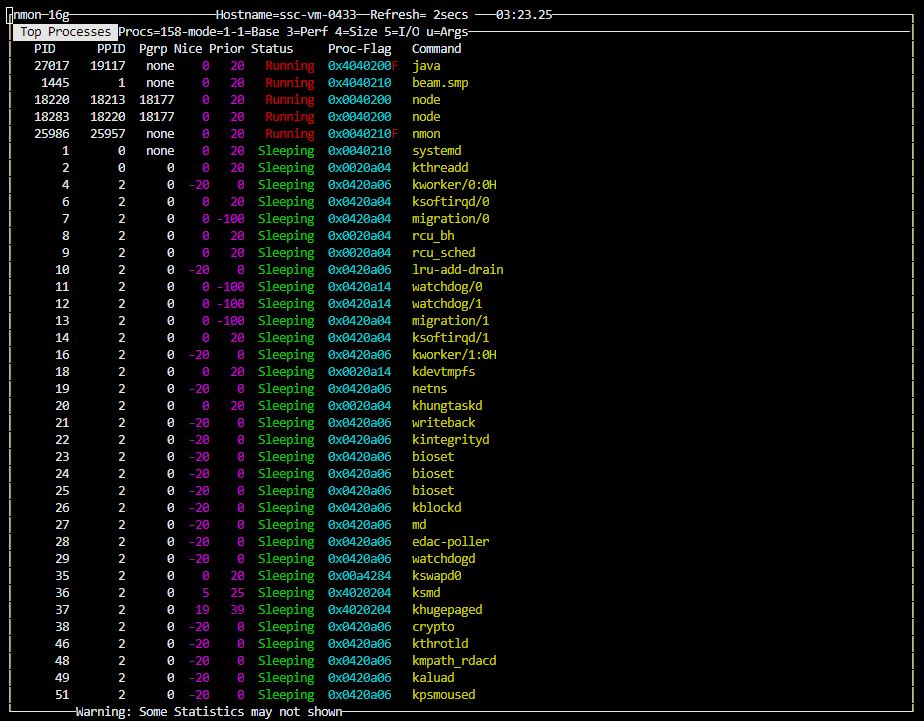 nmon-16g Hostname=ssc-vm-0433 Refresh= 2secs 03:23.25
Top Processes Procs=158-mode=1-1=Base 3=Perf 4=Size 5=I/O u=Args
PID PPID Pgrp Nice Prior Status Proc-Flag Command
27017 19117 none 0 20 Running 0x4040200F java
1445 1 none 0 20 Running 0x4040210 beam.smp
18220 18213 18177 0 20 Running 0x0040200 node
18283 18220 18177 0 20 Running 0x0040200 node
25986 25957 none 0 20 Running 0x0040210F nmon
1 0 none 0 20 Sleeping 0x0040210 systemd
2 0 0 0 20 Sleeping 0x0020a04 kthreadd
4 2 0 -20 0 Sleeping 0x0420a06 kworker/0:0H
6 2 0 0 20 Sleeping 0x0420a04 ksoftirqd/0
7 2 0 0 -100 Sleeping 0x0420a04 migration/0
8 2 0 0 20 Sleeping 0x0020a04 rcu_bh
9 2 0 0 20 Sleeping 0x0020a04 rcu_sched
10 2 0 -20 0 Sleeping 0x0420a06 lru-add-drain
11 2 0 0 -100 Sleeping 0x0420a14 watchdog/0
12 2 0 0 -100 Sleeping 0x0420a14 watchdog/1
13 2 0 0 -100 Sleeping 0x0420a04 migration/1
14 2 0 0 20 Sleeping 0x0420a04 ksoftirqd/1
16 2 0 -20 0 Sleeping 0x0420a06 kworker/1:0H
18 2 0 0 20 Sleeping 0x0020a14 kdevtmpfs
19 2 0 -20 0 Sleeping 0x0420a06 netns
20 2 0 0 20 Sleeping 0x0020a04 khungtaskd
21 2 0 -20 0 Sleeping 0x0420a06 writeback
22 2 0 -20 0 Sleeping 0x0420a06 kintegrityd
23 2 0 -20 0 Sleeping 0x0420a06 bioset
24 2 0 -20 0 Sleeping 0x0420a06 bioset
25 2 0 -20 0 Sleeping 0x0420a06 bioset
26 2 0 -20 0 Sleeping 0x0420a06 kblockd
27 2 0 -20 0 Sleeping 0x0420a06 md
28 2 0 -20 0 Sleeping 0x0420a06 edac-poller
29 2 0 -20 0 Sleeping 0x0420a06 watchdogd
35 2 0 0 20 Sleeping 0x00a4284 kswapd0
36 2 0 5 25 Sleeping 0x4020204 ksmd
37 2 0 19 39 Sleeping 0x4020204 khugepaged
38 2 0 -20 0 Sleeping 0x0420a06 crypto
46 2 0 -20 0 Sleeping 0x0420a06 kthrotld
48 2 0 -20 0 Sleeping 0x0420a06 kmpath_rdacd
49 2 0 -20 0 Sleeping 0x0420a06 kaluad
51 2 0 -20 0 Sleeping 0x0420a06 kpsmoused
Warning: Some Statistics may not shown